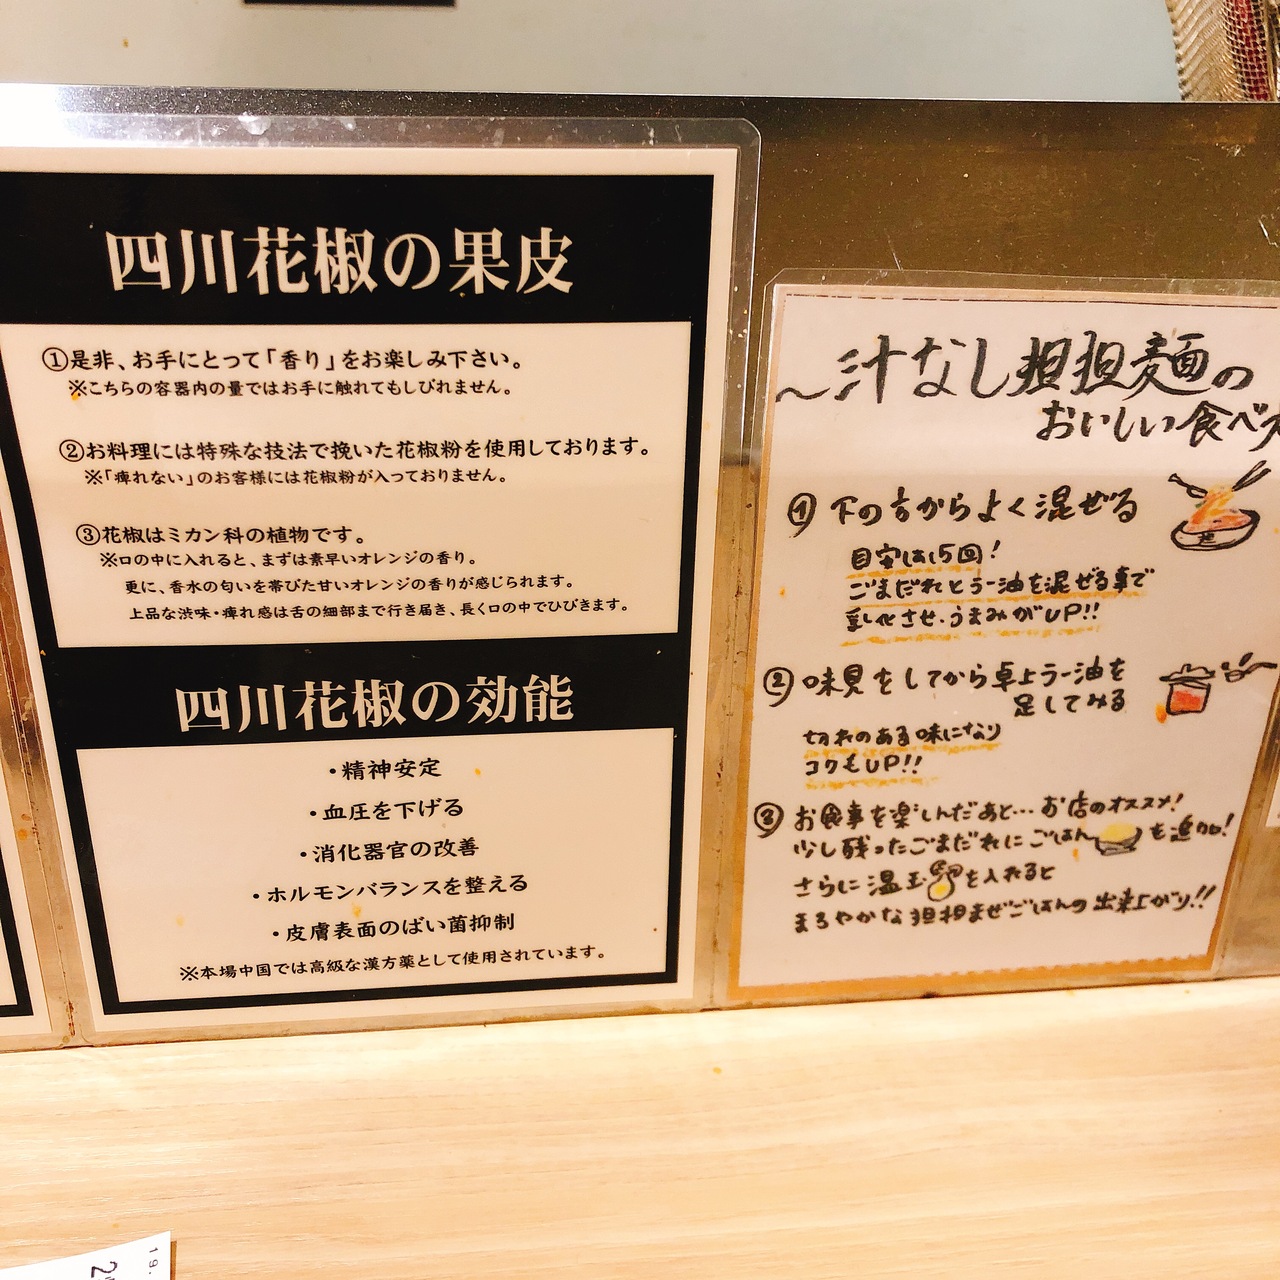 四川花椒の果皮
①是非、お手にとって「香り」をお楽しみ下さい。
※こちらの容器内の量ではお手に触れてもしびれません。
②お料理には特殊な技法で挽いた花椒粉を使用しております。
※「痺れない」のお客様には花椒粉が入っておりません。
③花椒はミカン科の植物です。
※口の中に入れると、まずは素早いオレンジの香り。
更に、香水の匂いを帯びた甘いオレンジの香りが感じられます。
上品な渋味・痺れ感は舌の細部まで行き届き、長く口の中でひびきます。
四川花椒の効能
・精神安定
・血圧を下げる
・消化器官の改善
・ホルモンバランスを整える
・皮膚表面のばい菌抑制
※本場中国では高級な漢方薬として使用されています。
～汁なし担担麺の
おいしい食べ方
① 下の方からよく混ぜる
目安は15回!
ごまだれとラー油を混ぜる事で
乳化させ、うまみがUP!!
② 味見をしてから卓上ラー油を
足してみる
切れのある味になり
コクもUP!!
③ お食事を楽しんだあと…お店のオススメ!
少し残ったごまだれにごはんを追加!
さらに温玉を入れると
まろやかな担担まぜごはんの出来上がり!!
19.